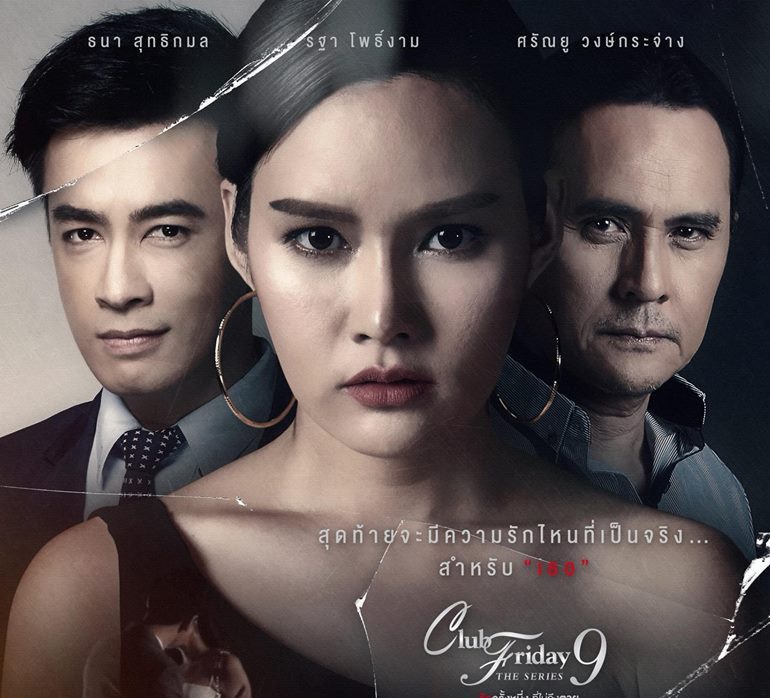 ธนา สุทธิกมล
รฐา โพธิ์งาม
ศรัณยู วงษ์กระจ่าง
สุดท้ายจะมีความรักไหนที่เป็นจริง...
สำหรับ "เธอ"
Club Friday 9
THE SERIES